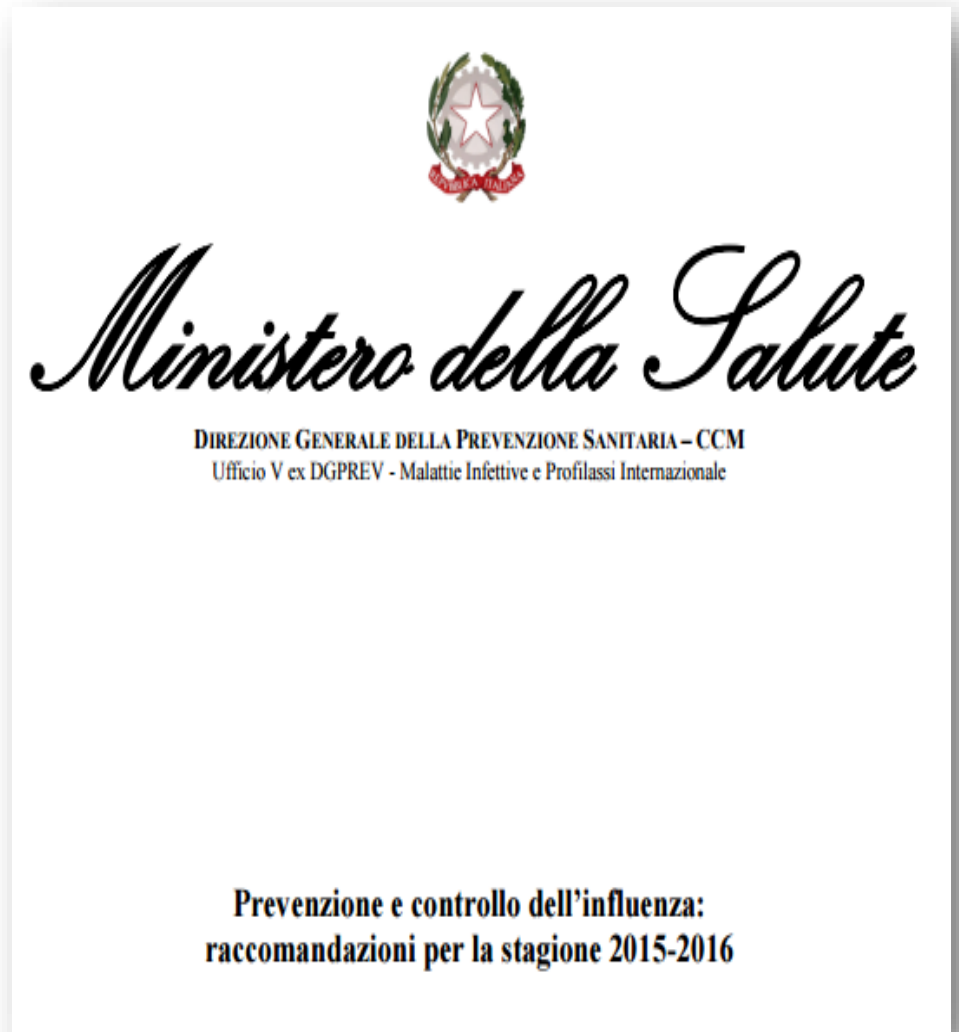 REPVBBLICA ITALIANA
Ministero della Salute
DIREZIONE GENERALE DELLA PREVENZIONE SANITARIA – CCM
Ufficio V ex DGPREV - Malattie Infettive e Profilassi Internazionale
Prevenzione e controllo dell’influenza:
raccomandazioni per la stagione 2015-2016